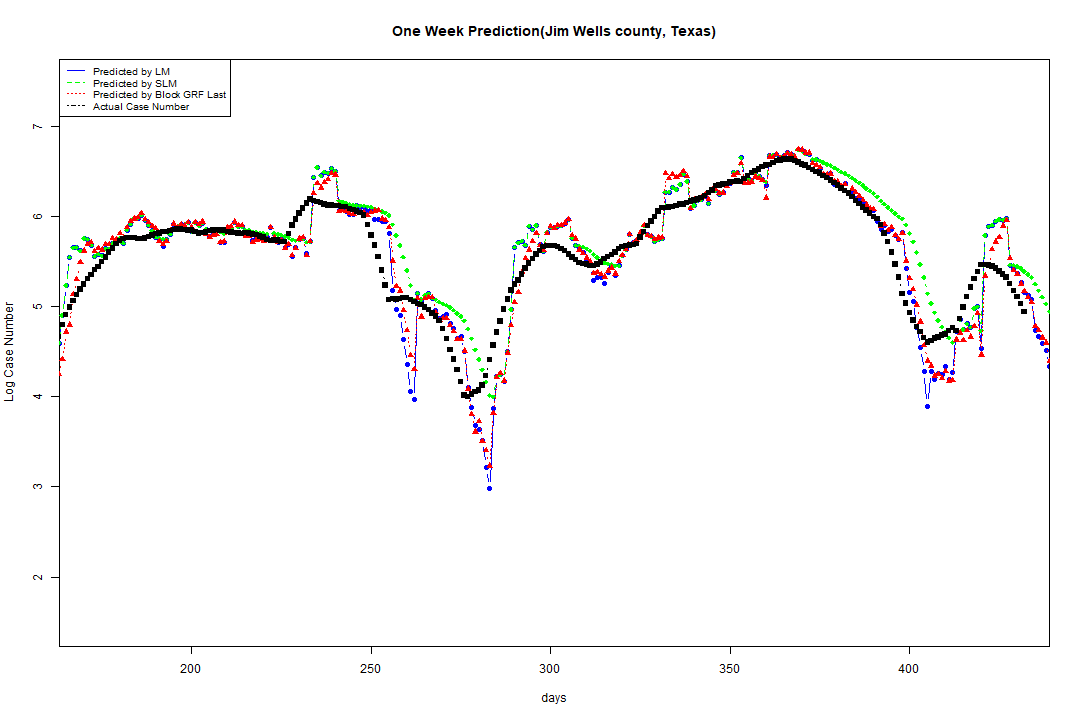 One Week Prediction(Jim Wells county, Texas)
Predicted by LM
Predicted by SLM
Predicted by Block GRF Last
Actual Case Number
7
6
5
4
3
2
Log Case Number
200 250 300 350 400
days